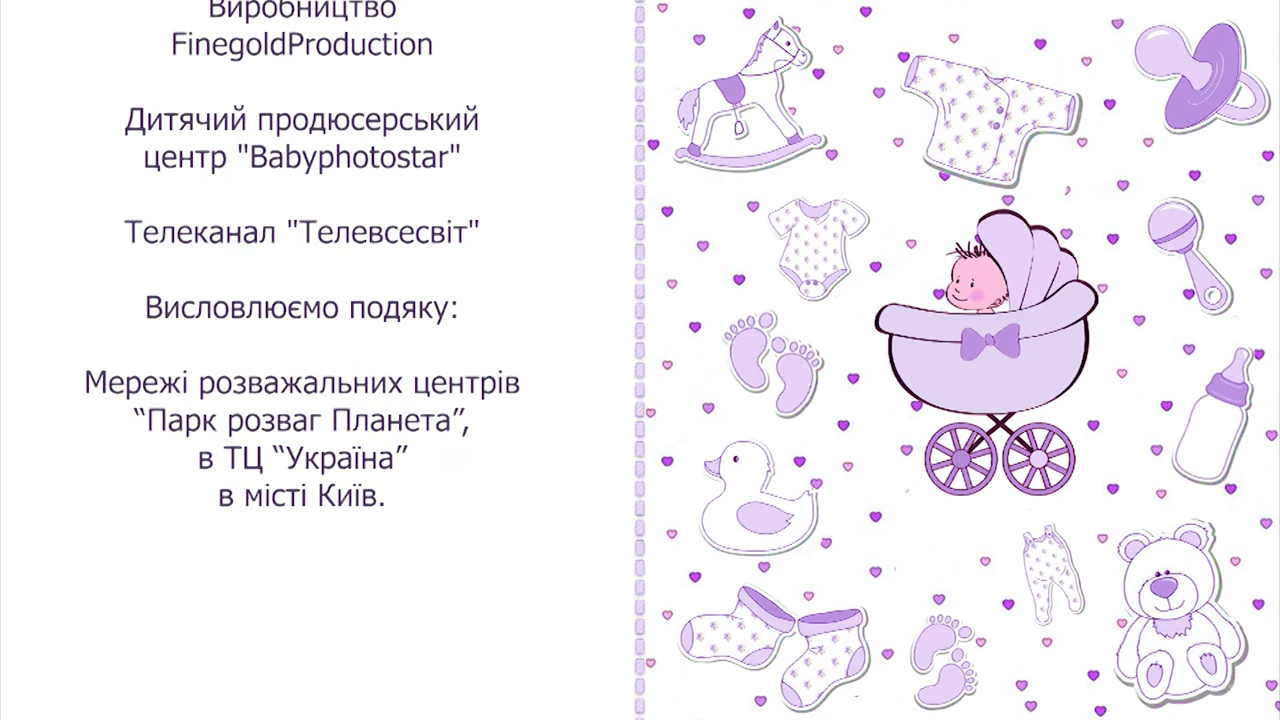 Виробництво
FinegoldProduction
Дитячий продюсерський
центр "Babyphotostar"
Телеканал "Телевсесвіт"
Висловлюємо подяку:
Мережі розважальних центрів
“Парк розваг Планета”,
в ТЦ “Україна”
в місті Київ.